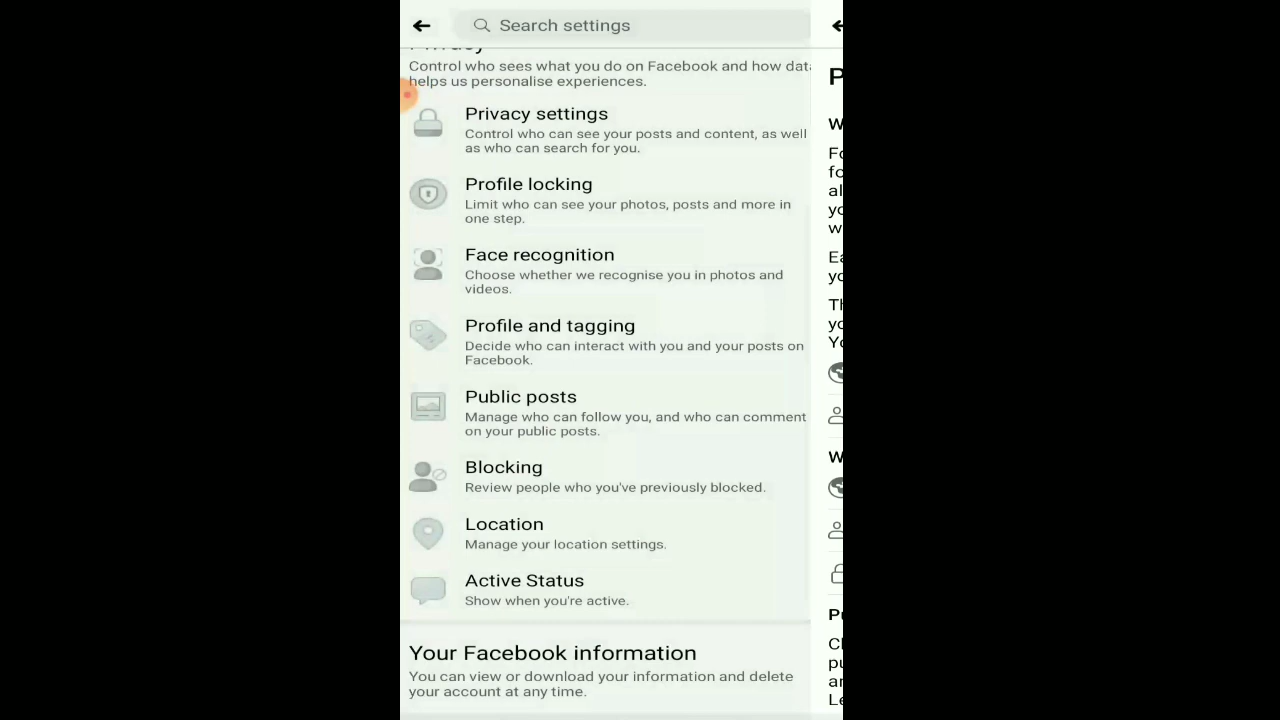 Search settings
Privacy
Control who sees what you do on Facebook and how data
helps us personalise experiences.
Privacy settings
Control who can see your posts and content, as well
as who can search for you.
Profile locking
Limit who can see your photos, posts and more in
one step.
Face recognition
Choose whether we recognise you in photos and
videos.
Profile and tagging
Decide who can interact with you and your posts on
Facebook.
Public posts
Manage who can follow you, and who can comment
on your public posts.
Blocking
Review people who you've previously blocked.
Location
Manage your location settings.
Active Status
Show when you're active.
Your Facebook information
You can view or download your information and delete
your account at any time.